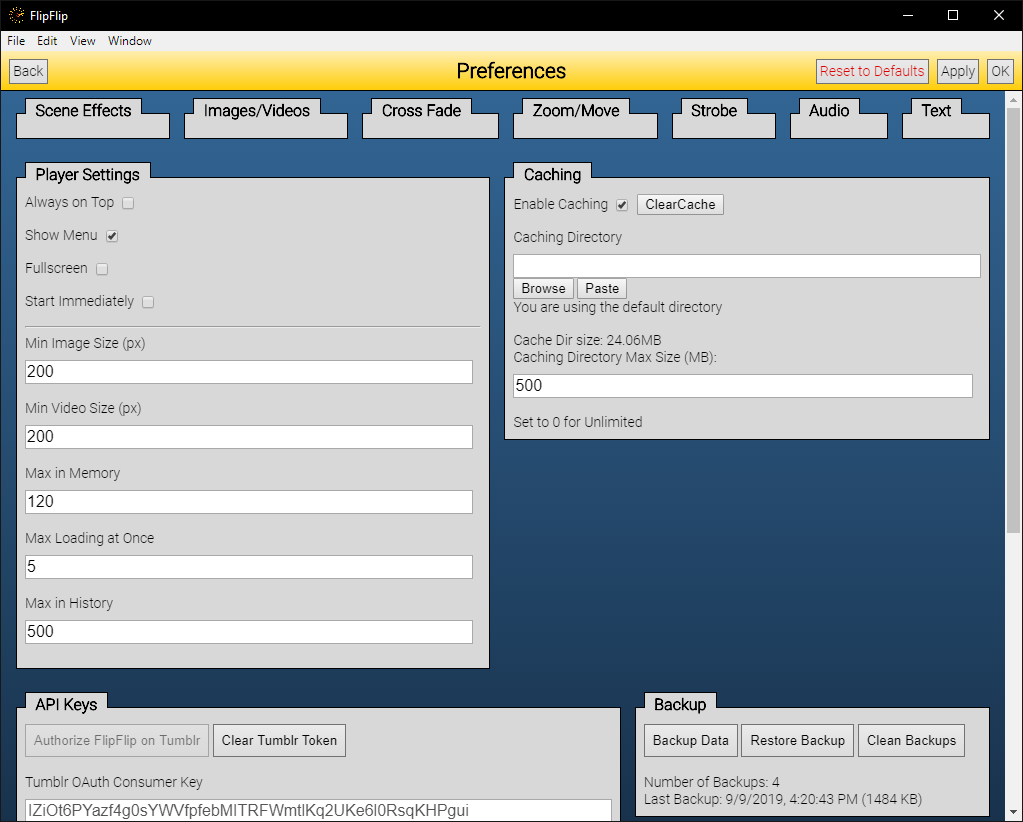 FlipFlip
File Edit View Window
Back
Preferences
Reset to Defaults
Apply
OK
Scene Effects
Images/Videos
Cross Fade
Zoom/Move
Strobe
Audio
Text
Player Settings
Always on Top
Show Menu
Fullscreen
Start Immediately
Min Image Size (px)
200
Min Video Size (px)
200
Max in Memory
120
Max Loading at Once
5
Max in History
500
Caching
Enable Caching
ClearCache
Caching Directory
Browse
Paste
You are using the default directory
Cache Dir size: 24.06MB
Caching Directory Max Size (MB):
500
Set to 0 for Unlimited
API Keys
Authorize FlipFlip on Tumblr
Clear Tumblr Token
Tumblr OAuth Consumer Key
Backup
Backup Data
Restore Backup
Clean Backups
Number of Backups: 4
Last Backup: 9/9/2019, 4:20:43 PM (1484 KB)